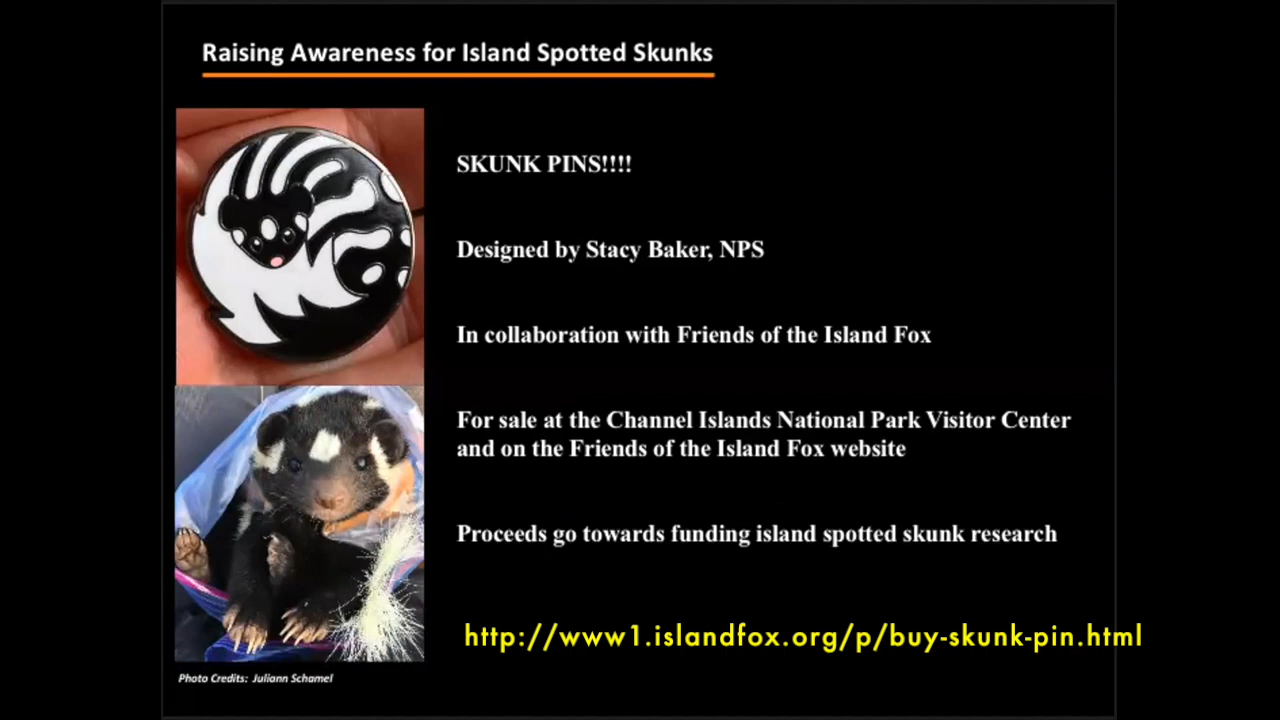 Raising Awareness for Island Spotted Skunks
SKUNK PINS!!!!
Designed by Stacy Baker, NPS
In collaboration with Friends of the Island Fox
For sale at the Channel Islands National Park Visitor Center
and on the Friends of the Island Fox website
Proceeds go towards funding island spotted skunk research
http://www1.islandfox.org/p/buy-skunk-pin.html
Photo Credits: Juliann Schamel